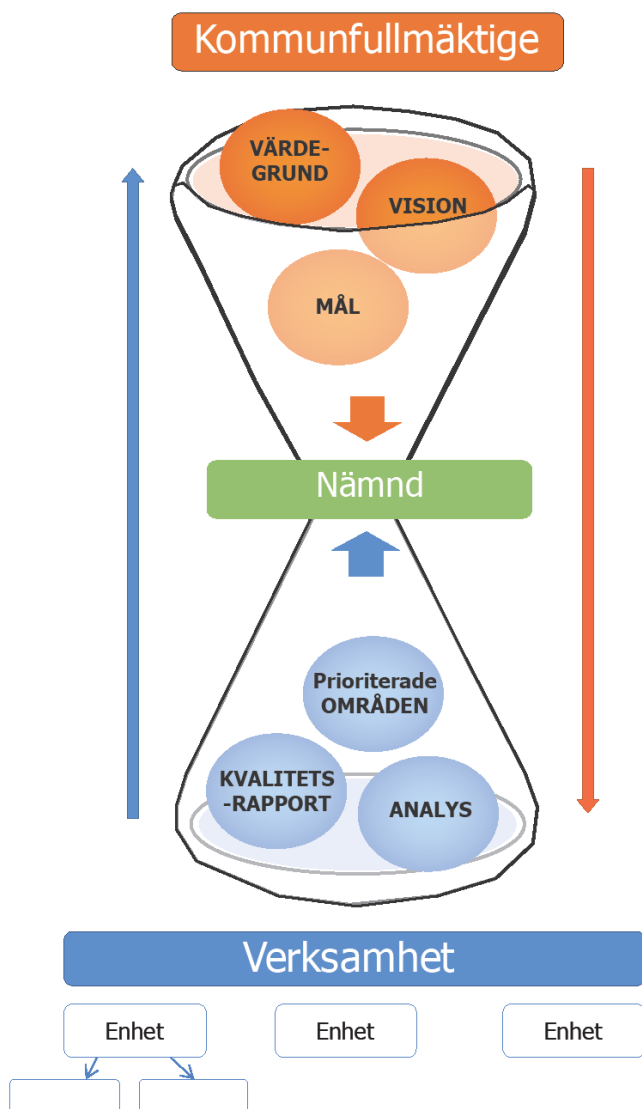 Kommunfullmäktige
VÄRDE-
GRUND
VISION
MÅL
Nämnd
Prioriterade
OMRÅDEN
KVALITETS
-RAPPORT
ANALYS
Verksamhet
Enhet
Enhet
Enhet